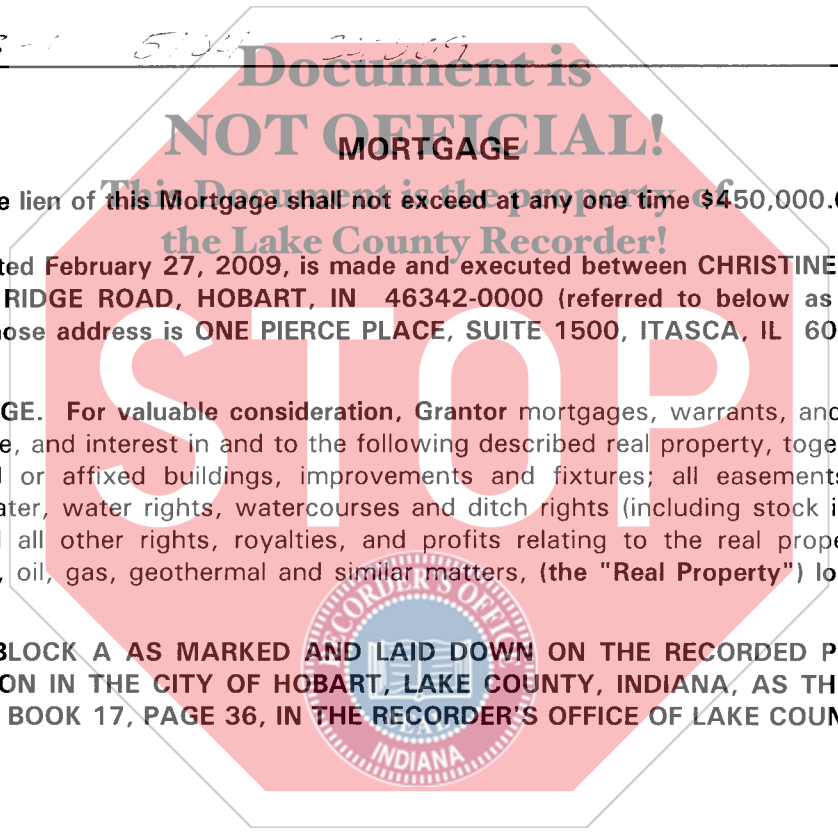 Document is
NOT OFFICIAL!
MORTGAGE
This Document is the property of
e lien of this Mortgage shall not exceed at any one time $450,000.0
the Lake County Recorder!
ted February 27, 2009, is made and executed between CHRISTINE
RIDGE ROAD, HOBART, IN 46342-0000 (referred to below as
ose address is ONE PIERCE PLACE, SUITE 1500, ITASCA, IL 60
STOP
GE. For valuable consideration, Grantor mortgages, warrants, and
e, and interest in and to the following described real property, toge
l or affixed buildings, improvements and fixtures; all easements
ater, water rights, watercourses and ditch rights (including stock i
l all other rights, royalties, and profits relating to the real prope
, oil, gas, geothermal and similar matters, (the "Real Property") lo
RECORDER'S OFFICE
BLOCK A AS MARKED AND LAID DOWN ON THE RECORDED P
ON IN THE CITY OF HOBART, LAKE COUNTY, INDIANA, AS TH
BOOK 17, PAGE 36, IN THE RECORDER'S OFFICE OF LAKE COUN
INDIANA